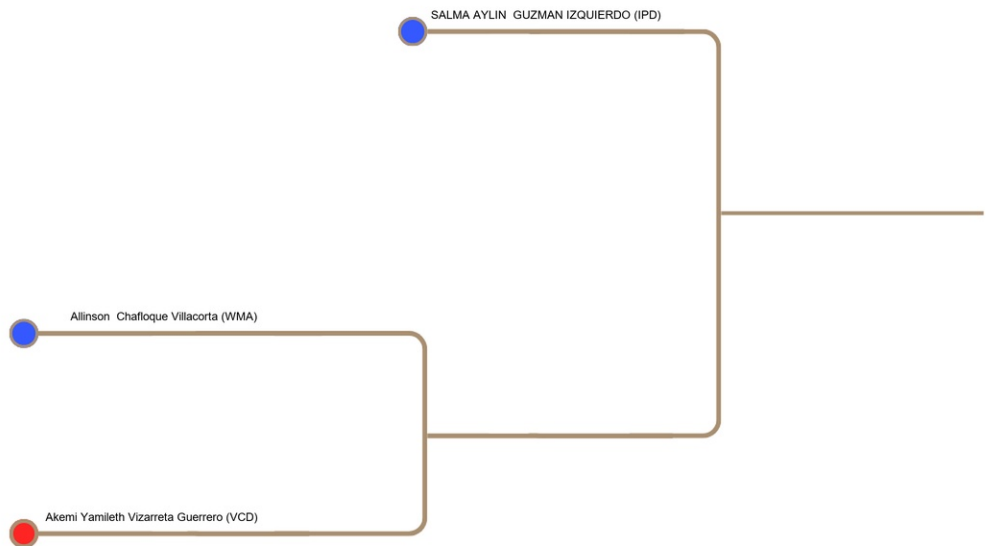 SALMA AYLIN  GUZMAN IZQUIERDO (IPD)
Allinson  Chafloque Villacorta (WMA)
Akemi Yamileth Vizarreta Guerrero (VCD)